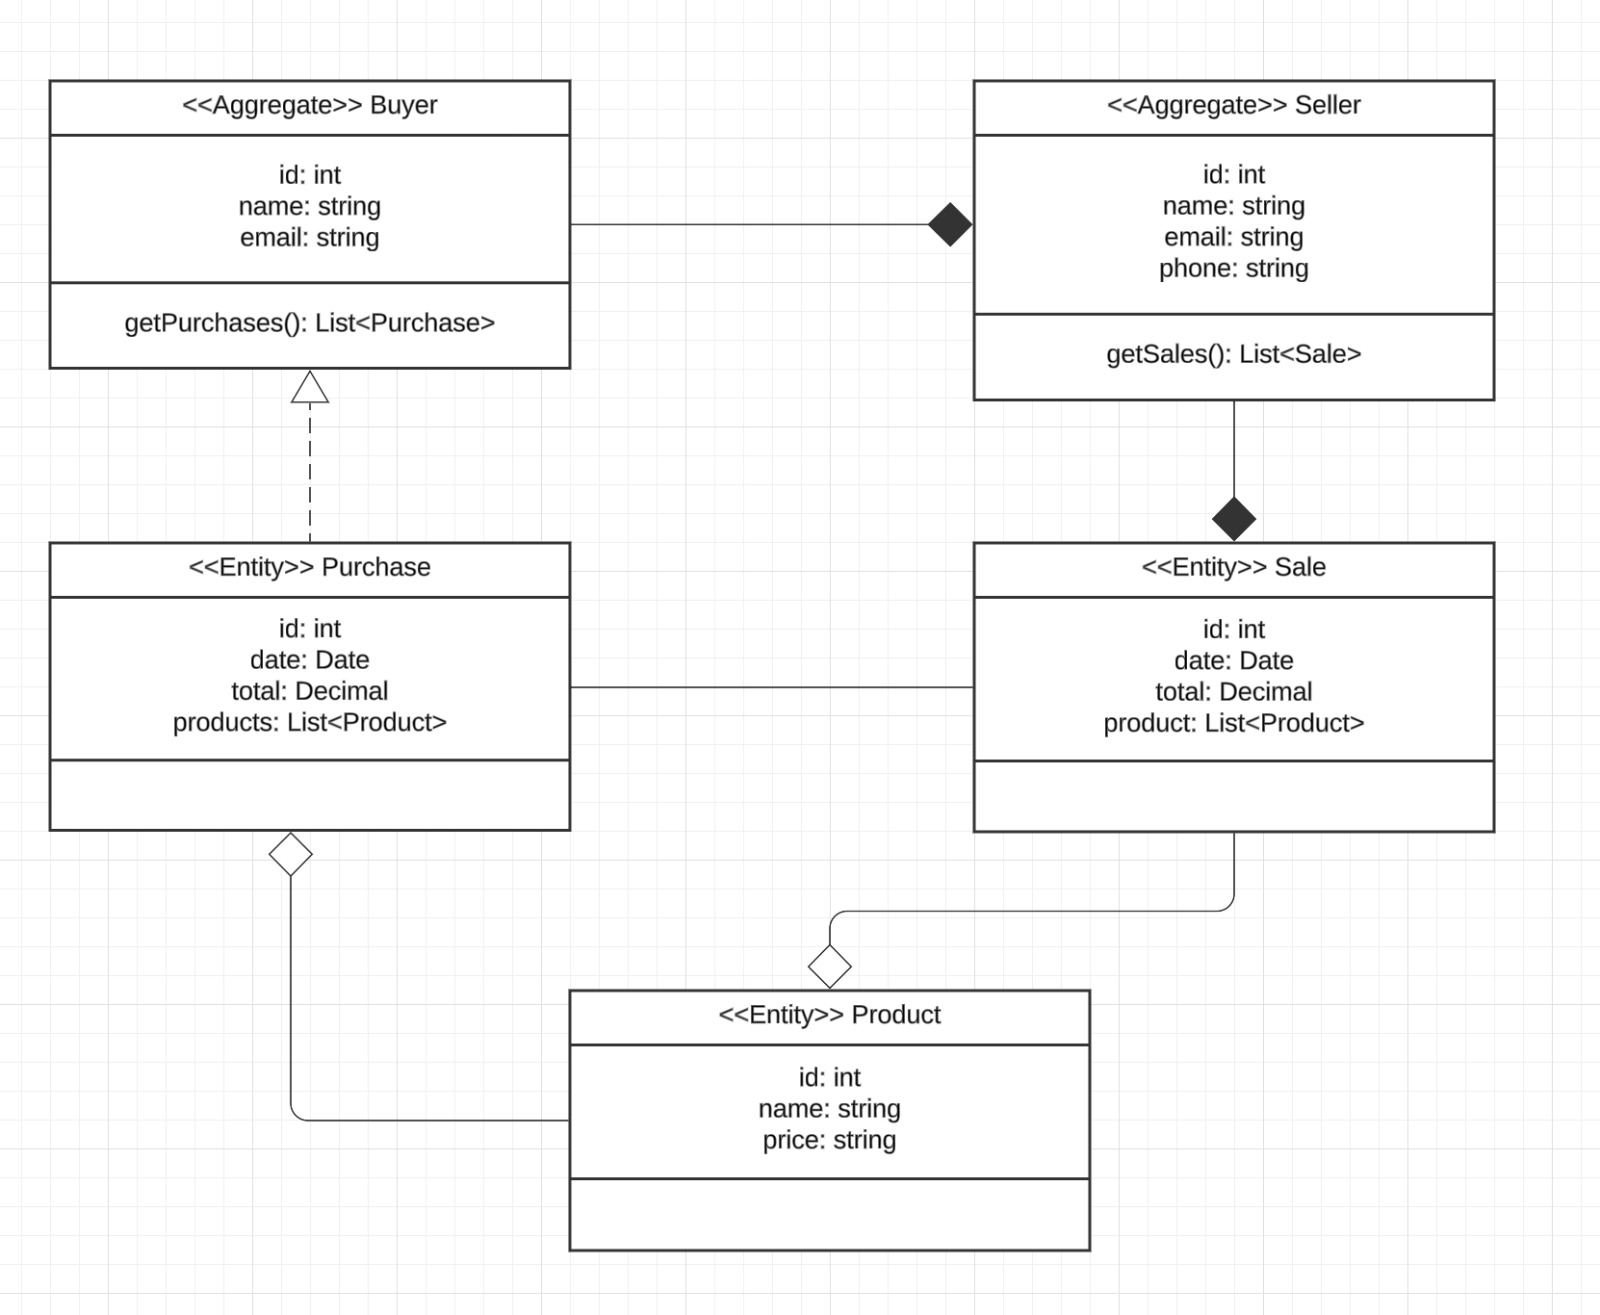 <<Aggregate>> Buyer
id: int
name: string
email: string
getPurchases(): List<Purchase>
<<Aggregate>> Seller
id: int
name: string
email: string
phone: string
getSales(): List<Sale>
<<Entity>> Purchase
id: int
date: Date
total: Decimal
products: List<Product>
<<Entity>> Sale
id: int
date: Date
total: Decimal
product: List<Product>
<<Entity>> Product
id: int
name: string
price: string